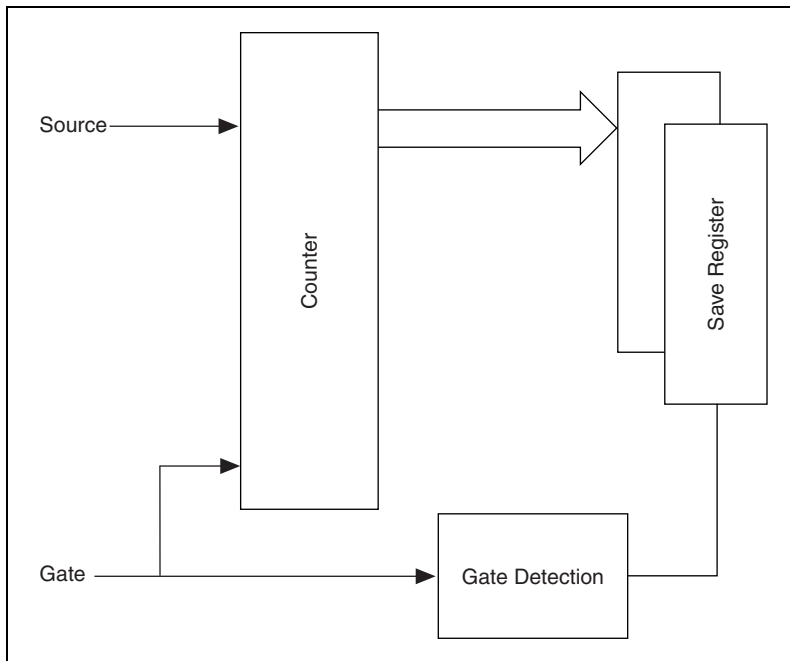 Source
Counter
Save Register
Gate
Gate Detection